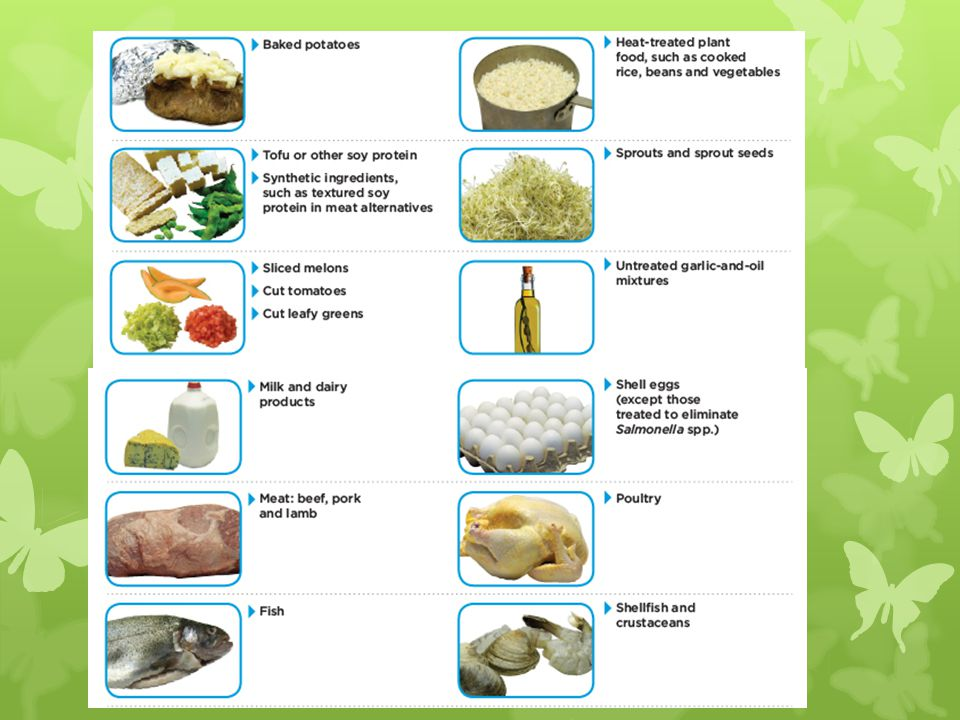 Baked potatoes
Heat-treated plant
food, such as cooked
rice, beans and vegetables
Tofu or other soy protein
Synthetic ingredients,
such as textured soy
protein in meat alternatives
Sprouts and sprout seeds
Sliced melons
Cut tomatoes
Cut leafy greens
Untreated garlic-and-oil
mixtures
Milk and dairy
products
Shell eggs
(except those
treated to eliminate
Salmonella spp.)
Meat: beef, pork
and lamb
Poultry
Fish
Shellfish and
crustaceans